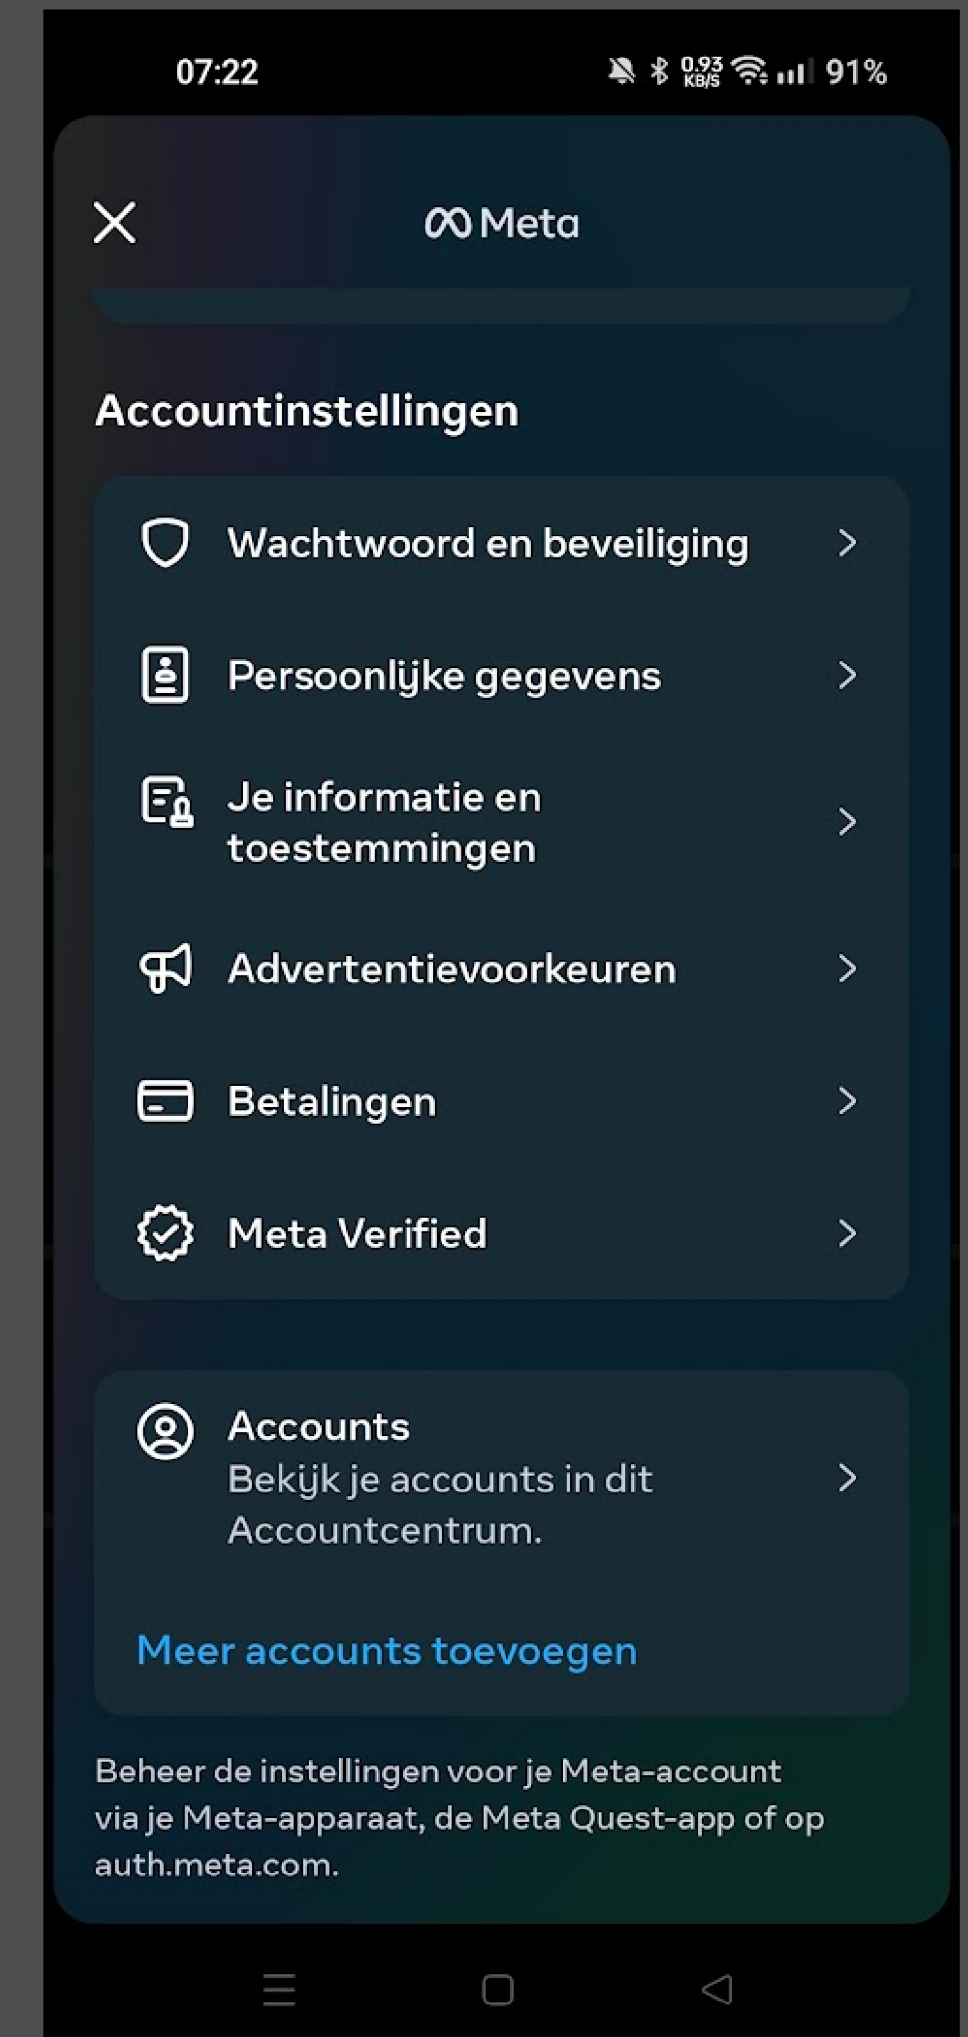 07:22 0.93 KB/S 91%
Meta
Accountinstellingen
Wachtwoord en beveiliging
Persoonlijke gegevens
Je informatie en
toestemmingen
Advertentievoorkeuren
Betalingen
Meta Verified
Accounts
Bekijk je accounts in dit
Accountcentrum.
Meer accounts toevoegen
Beheer de instellingen voor je Meta-account
via je Meta-apparaat, de Meta Quest-app of op
auth.meta.com.